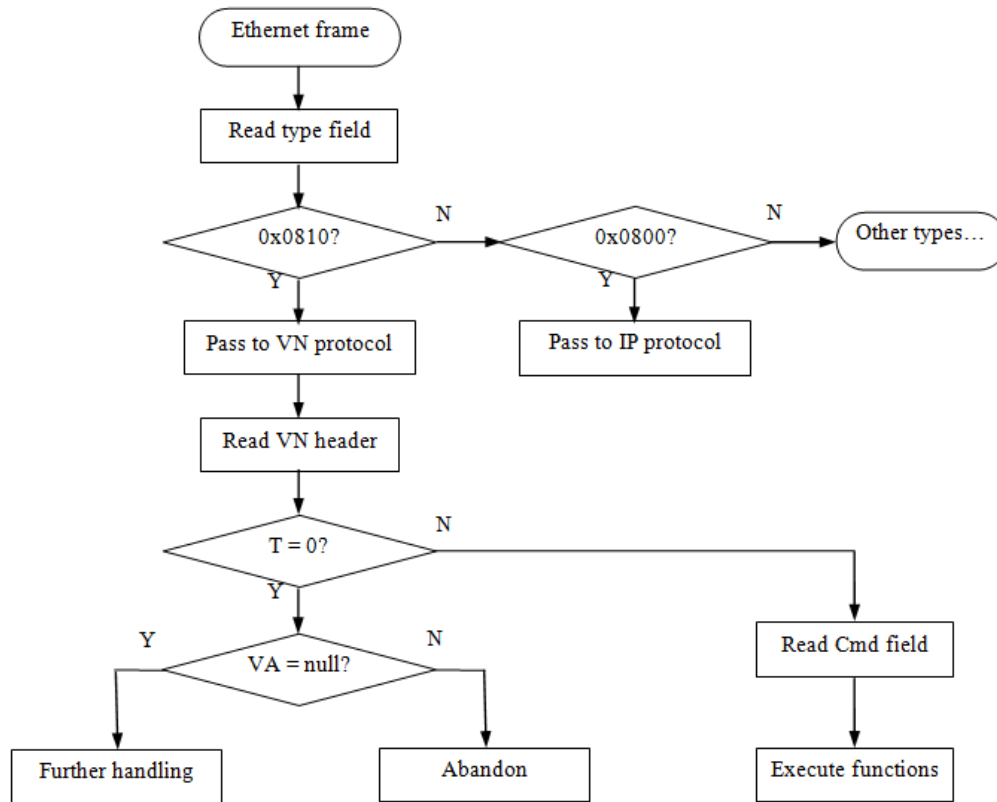 Ethernet frame
Read type field
0x0810?
N
0x0800?
N
Other types…
Y
Y
Pass to VN protocol
Pass to IP protocol
Read VN header
T = 0?
N
Y
Y
VA = null?
N
Read Cmd field
Further handling
Abandon
Execute functions